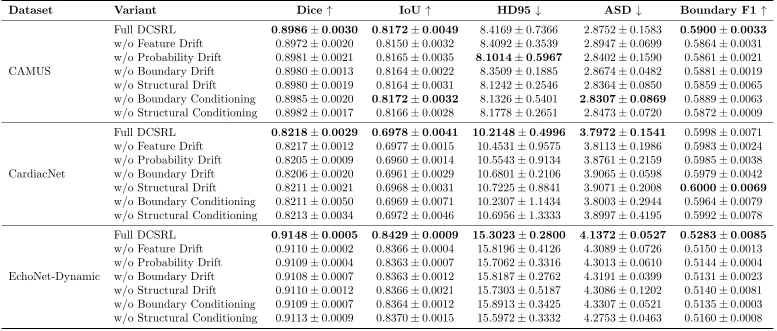 Dataset Variant Dice ↑ IoU ↑ HD95 ↓ ASD ↓ Boundary F1 ↑
Full DCSRL 0.8986 ± 0.0030 0.8172 ± 0.0049 8.4169 ± 0.7366 2.8752 ± 0.1583 0.5900 ± 0.0033
w/o Feature Drift 0.8972 ± 0.0020 0.8150 ± 0.0032 8.4092 ± 0.3539 2.8947 ± 0.0699 0.5864 ± 0.0031
w/o Probability Drift 0.8981 ± 0.0021 0.8165 ± 0.0035 8.1014 ± 0.5967 2.8402 ± 0.1590 0.5861 ± 0.0021
CAMUS w/o Boundary Drift 0.8980 ± 0.0013 0.8164 ± 0.0022 8.3509 ± 0.1885 2.8674 ± 0.0482 0.5881 ± 0.0019
w/o Structural Drift 0.8980 ± 0.0019 0.8164 ± 0.0031 8.1242 ± 0.2546 2.8364 ± 0.0850 0.5859 ± 0.0065
w/o Boundary Conditioning 0.8985 ± 0.0020 0.8172 ± 0.0032 8.1326 ± 0.5401 2.8307 ± 0.0869 0.5889 ± 0.0063
w/o Structural Conditioning 0.8982 ± 0.0017 0.8166 ± 0.0028 8.1778 ± 0.2651 2.8473 ± 0.0720 0.5872 ± 0.0009
Full DCSRL 0.8218 ± 0.0029 0.6978 ± 0.0041 10.2148 ± 0.4996 3.7972 ± 0.1541 0.5998 ± 0.0071
w/o Feature Drift 0.8217 ± 0.0012 0.6977 ± 0.0015 10.4531 ± 0.9575 3.8113 ± 0.1986 0.5983 ± 0.0024
w/o Probability Drift 0.8205 ± 0.0009 0.6960 ± 0.0014 10.5543 ± 0.9134 3.8761 ± 0.2159 0.5985 ± 0.0038
CardiacNet w/o Boundary Drift 0.8206 ± 0.0020 0.6961 ± 0.0029 10.6801 ± 0.2106 3.9065 ± 0.0598 0.5979 ± 0.0042
w/o Structural Drift 0.8211 ± 0.0021 0.6968 ± 0.0031 10.7225 ± 0.8841 3.9071 ± 0.2008 0.6000 ± 0.0069
w/o Boundary Conditioning 0.8211 ± 0.0050 0.6969 ± 0.0071 10.2307 ± 1.1434 3.8003 ± 0.2944 0.5964 ± 0.0079
w/o Structural Conditioning 0.8213 ± 0.0034 0.6972 ± 0.0046 10.6956 ± 1.3333 3.8997 ± 0.4195 0.5992 ± 0.0078
Full DCSRL 0.9148 ± 0.0005 0.8429 ± 0.0009 15.3023 ± 0.2800 4.1372 ± 0.0527 0.5283 ± 0.0085
w/o Feature Drift 0.9110 ± 0.0002 0.8366 ± 0.0004 15.8196 ± 0.4126 4.3089 ± 0.0726 0.5150 ± 0.0013
w/o Probability Drift 0.9109 ± 0.0004 0.8363 ± 0.0007 15.7062 ± 0.3316 4.3013 ± 0.0610 0.5144 ± 0.0004
EchoNet-Dynamic w/o Boundary Drift 0.9108 ± 0.0007 0.8363 ± 0.0012 15.8187 ± 0.2762 4.3191 ± 0.0399 0.5131 ± 0.0023
w/o Structural Drift 0.9110 ± 0.0012 0.8366 ± 0.0021 15.7303 ± 0.5187 4.3086 ± 0.1202 0.5140 ± 0.0081
w/o Boundary Conditioning 0.9109 ± 0.0007 0.8364 ± 0.0012 15.8913 ± 0.3425 4.3307 ± 0.0521 0.5135 ± 0.0003
w/o Structural Conditioning 0.9113 ± 0.0009 0.8370 ± 0.0015 15.5972 ± 0.3332 4.2753 ± 0.0463 0.5160 ± 0.0008